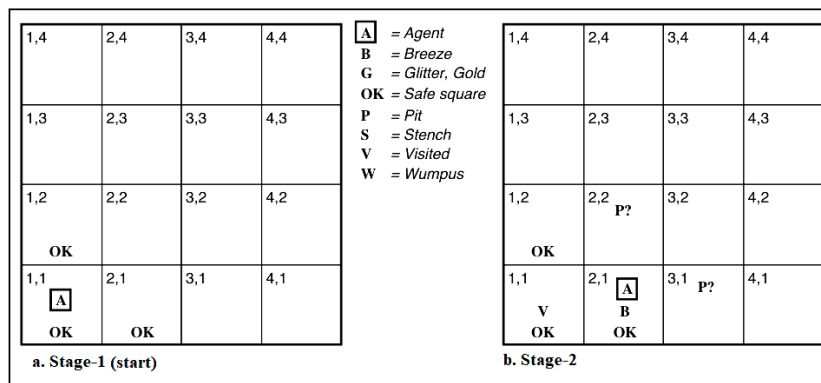 1,4 2,4 3,4 4,4
1,3 2,3 3,3 4,3
1,2 2,2 3,2 4,2
OK
1,1 2,1 3,1 4,1
A
OK OK
a. Stage-1 (start)
A = Agent
B = Breeze
G = Glitter, Gold
OK = Safe square
P = Pit
S = Stench
V = Visited
W = Wumpus
1,4 2,4 3,4 4,4
1,3 2,3 3,3 4,3
1,2 2,2 3,2 4,2
P?
OK
1,1 2,1 3,1 4,1
A P?
V B
OK OK
b. Stage-2